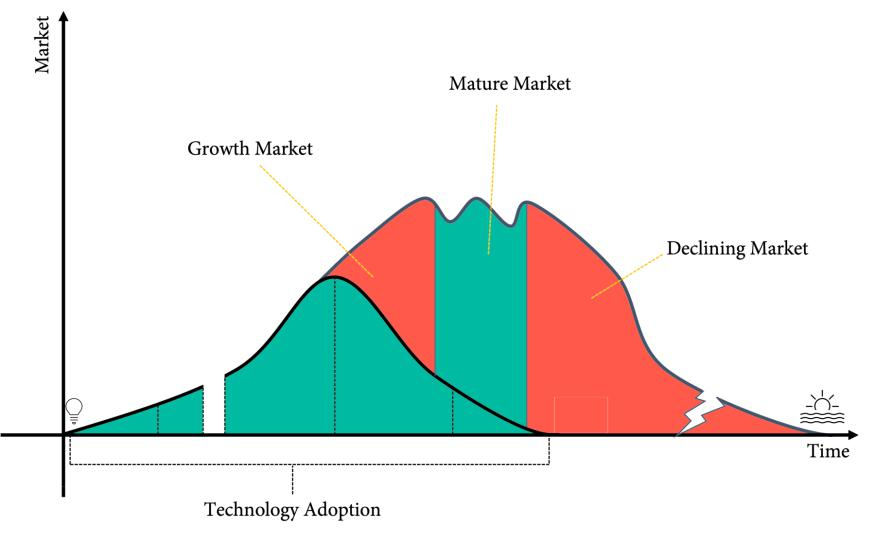 Market
Mature Market
Growth Market
Declining Market
Time
Technology Adoption